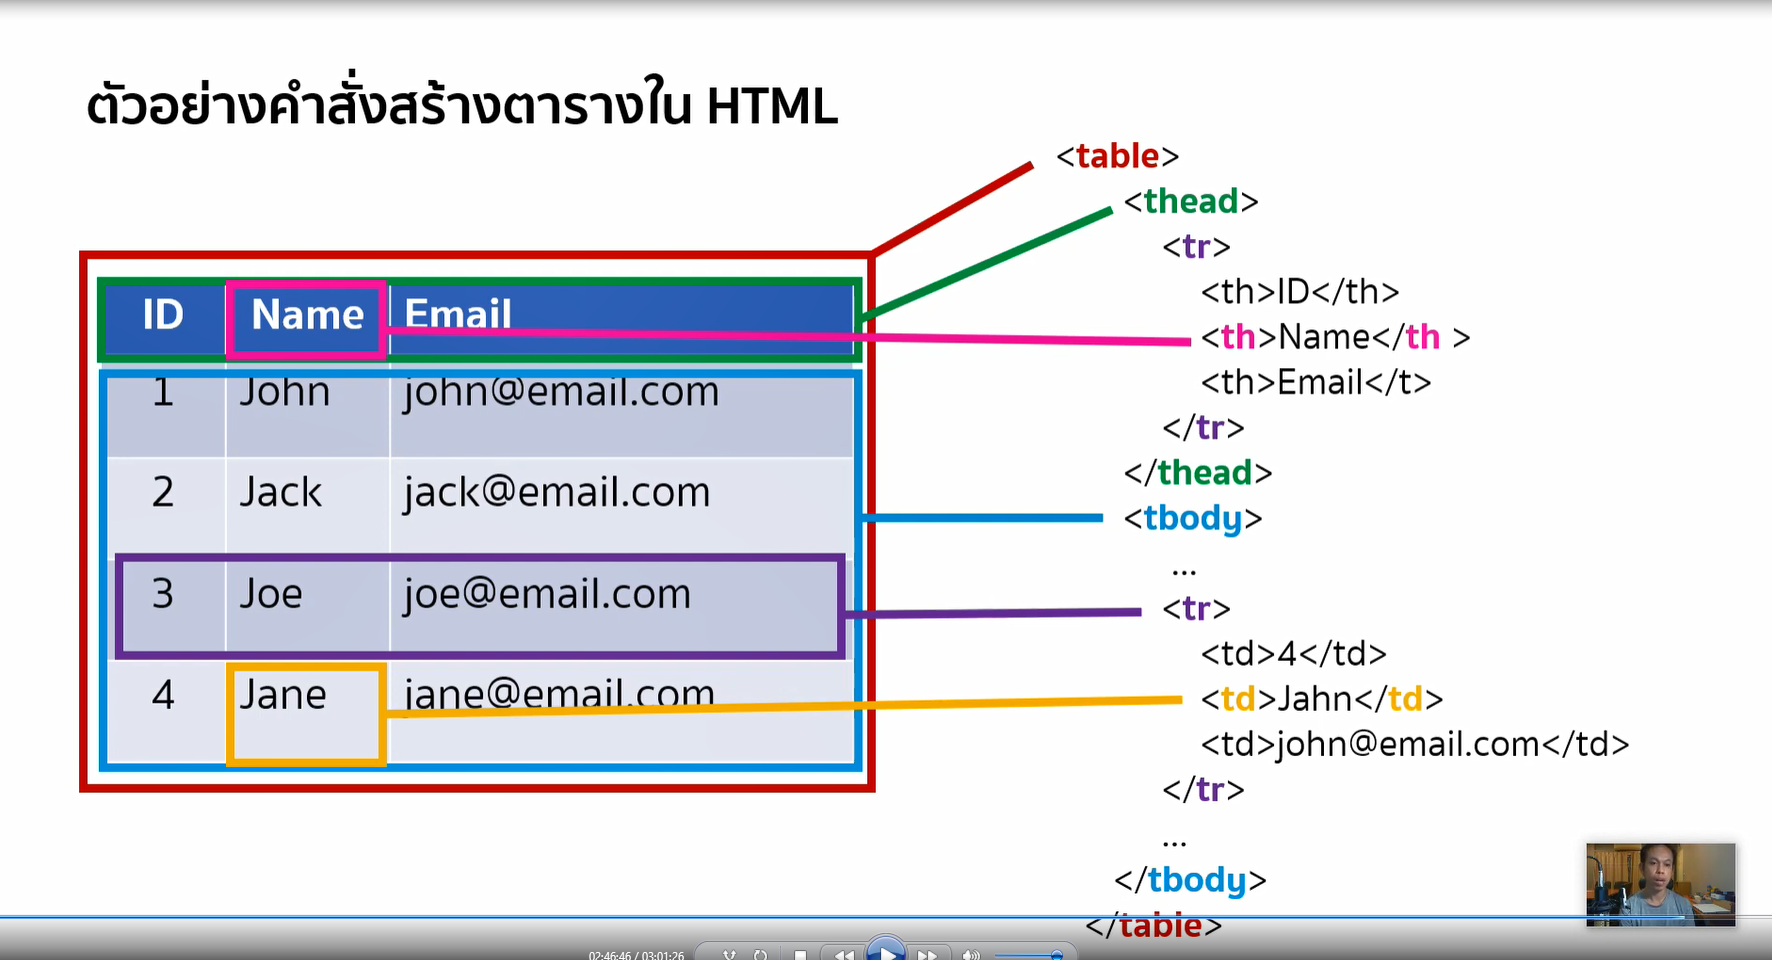 ตัวอย่างคำสั่งสร้างตารางใน HTML
ID Name Email
1 John john@email.com
2 Jack jack@email.com
3 Joe joe@email.com
4 Jane jane@email.com
<table>
<thead>
<tr>
<th>ID</th>
<th>Name</th >
<th>Email</t>
</tr>
</thead>
<tbody>
...
<tr>
<td>4</td>
<td>Jahn</td>
<td>john@email.com</td>
</tr>
...
</tbody>
</table>
02:46:46 / 03:01:26